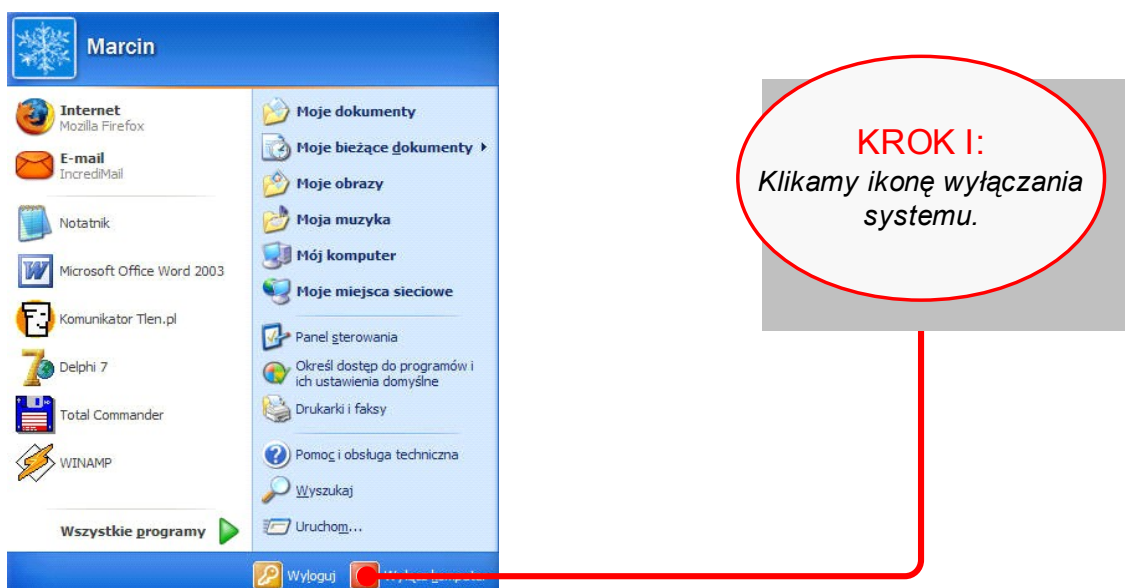 Marcin
Internet
Mozilla Firefox
E-mail
IncrediMail
Notatnik
Microsoft Office Word 2003
Komunikator Tlen.pl
Delphi 7
Total Commander
WINAMP
Wszystkie programy
Moje dokumenty
Moje bieżące dokumenty
Moje obrazy
Moja muzyka
Mój komputer
Moje miejsca sieciowe
Panel sterowania
Określ dostęp do programów i
ich ustawienia domyślne
Drukarki i faksy
Pomoc i obsługa techniczna
Wyszukaj
Uruchom...
Wyloguj
KROK I:
Klikamy ikonę wyłączania
systemu.